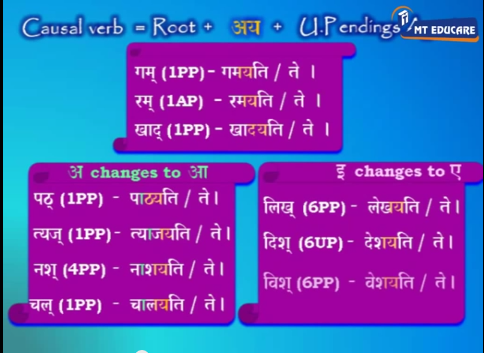 Causal verb = Root + अय + U.P endings
MT EDUCARE
गम् (1PP)- गमयति / ते ।
रम् (1AP) - रमयति / ते ।
खाद् (1PP) - खादयति / ते ।
अ changes to आ
पठ् (1PP) - पाठयति / ते।
त्यज् (1PP)- त्याजयति / ते।
नश् (4PP) - नाशयति / ते।
चल् (1PP) - चालयति / ते।
इ changes to ए
लिख् (6PP) - लेखयति / ते।
दिश् (6UP) - देशयति / ते।
विश् (6PP) - वेशयति / ते।